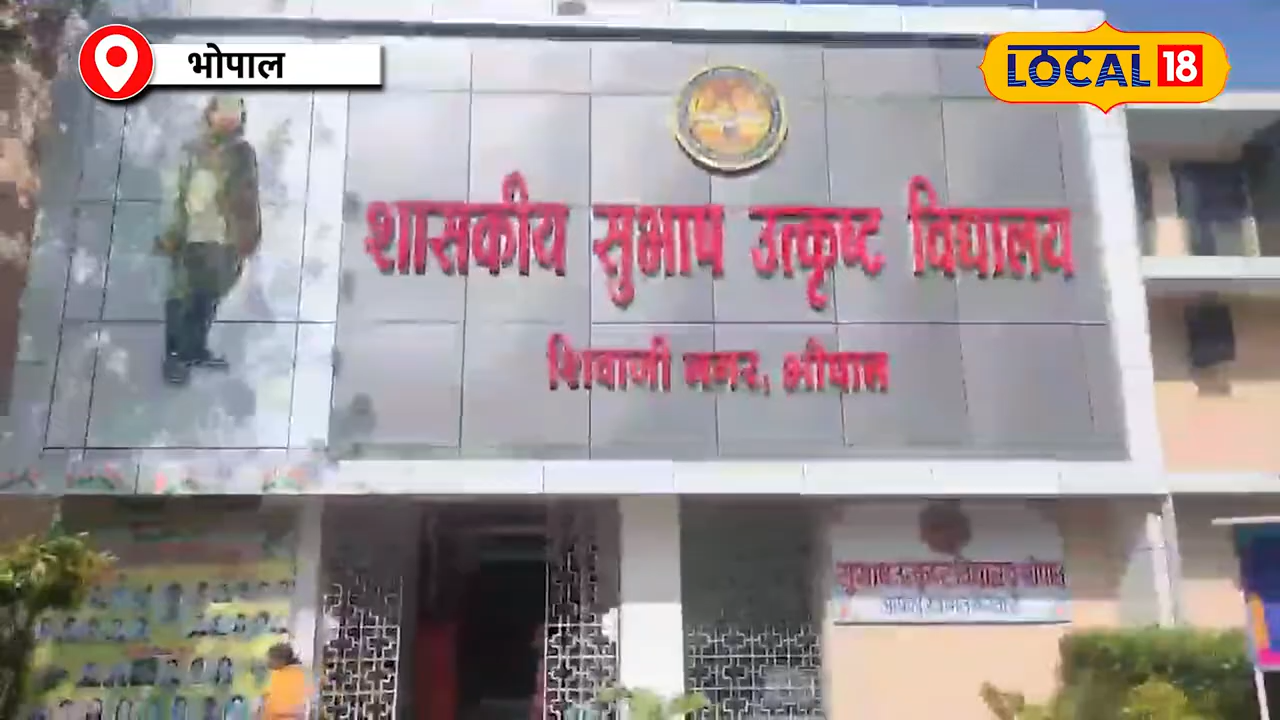 भोपाल
LOCAL 18
शासकीय सुभाष उत्कृष्ट विद्यालय
शिवाजी नगर, भोपाल